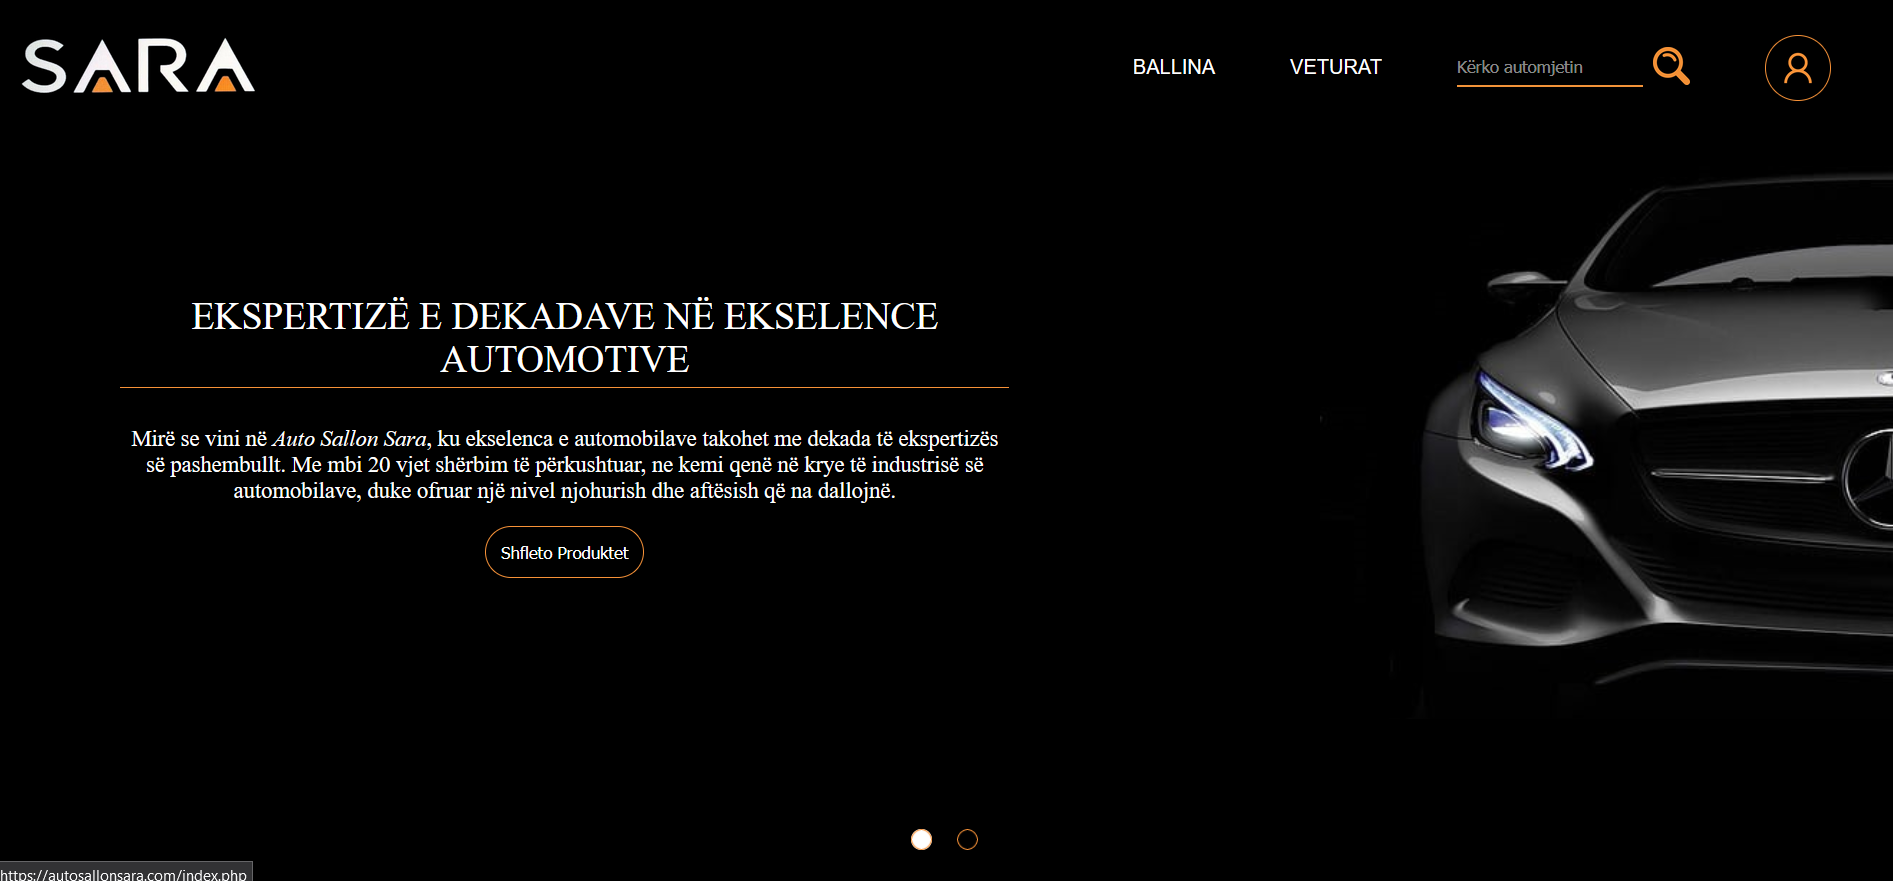 SARA
BALLINA
VETURAT
Kërko automjetin
EKSPERTIZË E DEKADAVE NË EKSELENCE
AUTOMOTIVE
Mirë se vini në Auto Sallon Sara, ku ekselenca e automobilave takohet me dekada të ekspertizës
së pashembullt. Me mbi 20 vjet shërbim të përkushtuar, ne kemi qenë në krye të industrisë së
automobilave, duke ofruar një nivel njohurish dhe aftësish që na dallojnë.
Shfleto Produktet
https://autosallonsara.com/index.php